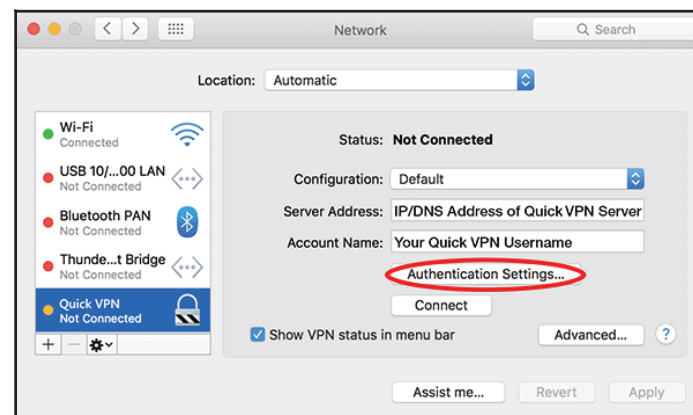 Network
Search
Location: Automatic
Wi-Fi
Connected
USB 10/...00 LAN
Not Connected
Bluetooth PAN
Not Connected
Thunde...t Bridge
Not Connected
Quick VPN
Not Connected
Status: Not Connected
Configuration: Default
Server Address: IP/DNS Address of Quick VPN Server
Account Name: Your Quick VPN Username
Authentication Settings...
Connect
Show VPN status in menu bar
Advanced... ?
Assist me... Revert Apply